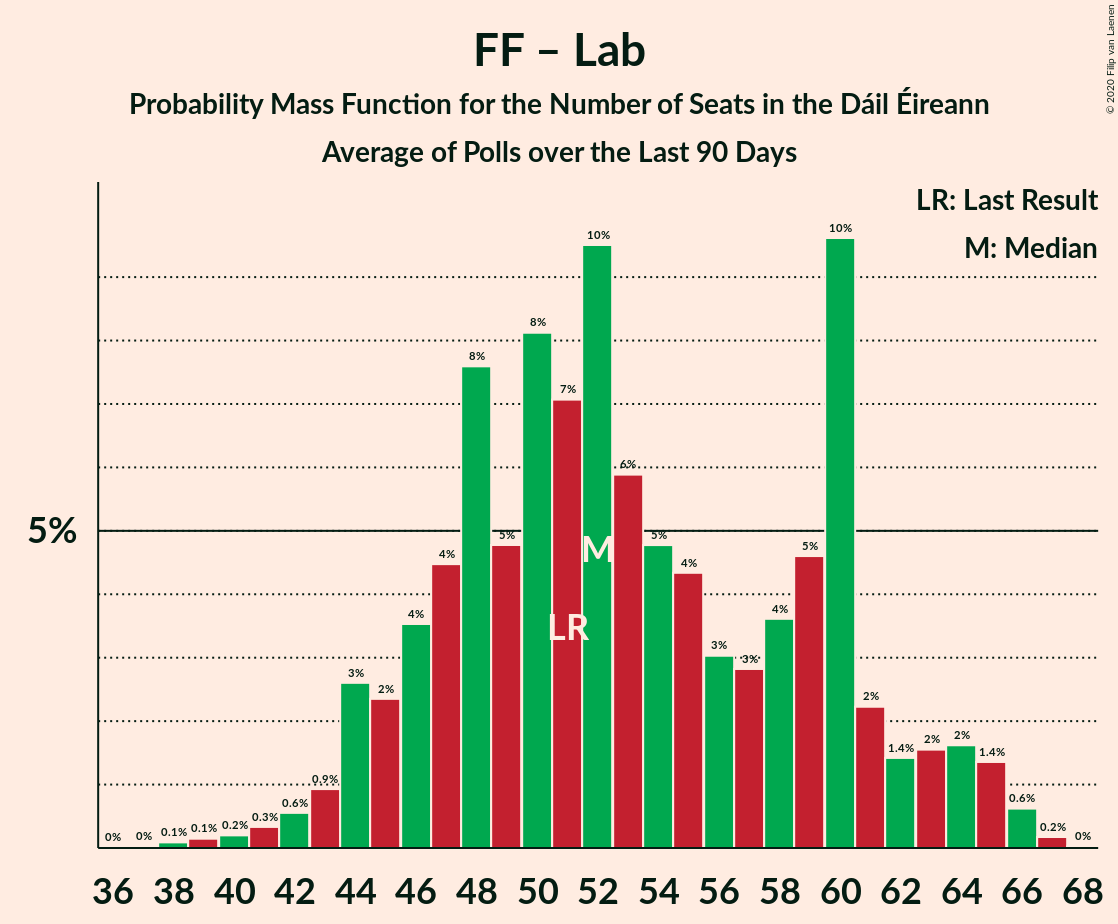 FF – Lab
Probability Mass Function for the Number of Seats in the Dáil Éireann
Average of Polls over the Last 90 Days
© 2020 Filip van Laenen
LR: Last Result
M: Median
5%
0% 0% 0.1% 0.1% 0.2% 0.3% 0.6% 0.9% 3% 2% 4% 4% 8% 5% 8% 7% 10% 6% 5% 4% 3% 3% 4% 5% 10% 2% 1.4% 2% 2% 1.4% 0.6% 0.2% 0%
M
LR
36 38 40 42 44 46 48 50 52 54 56 58 60 62 64 66 68